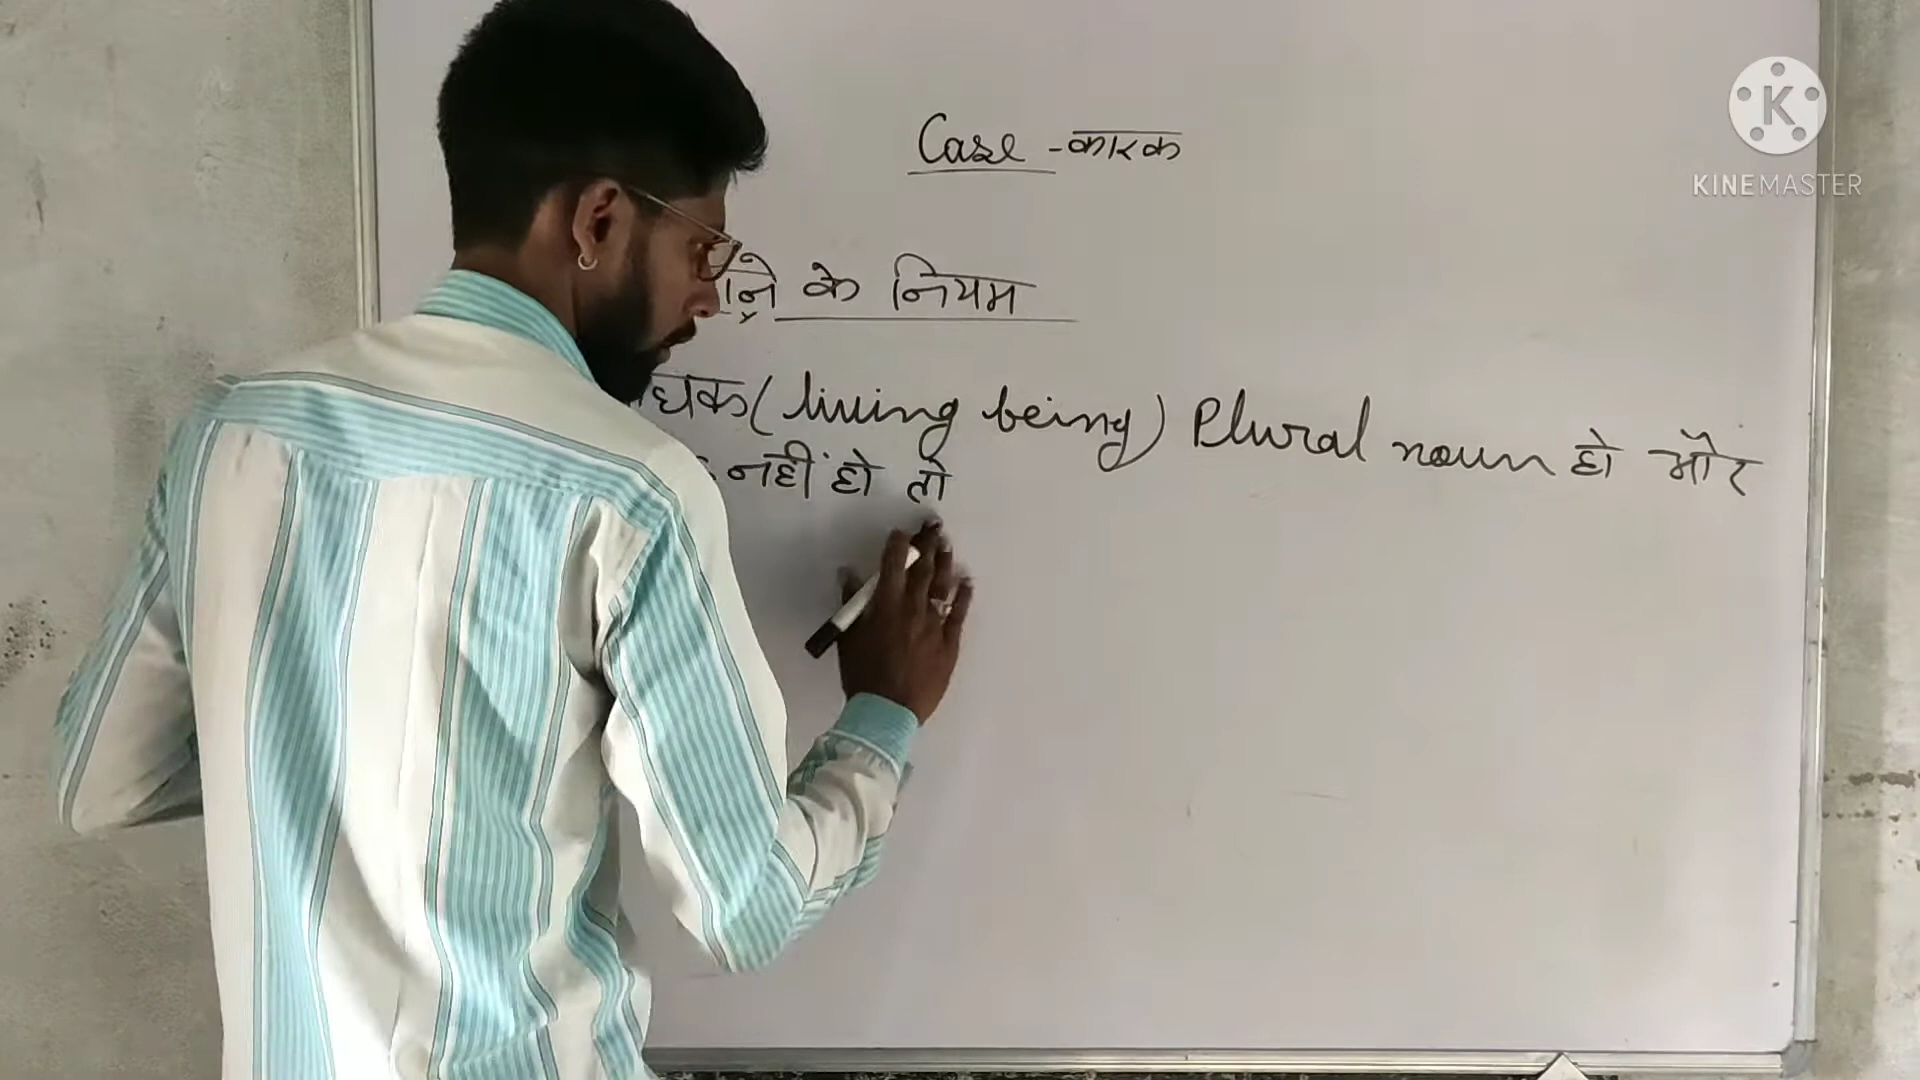 Case - कारक
के नियम
(living being) Plural noun हो और
नहीं हो तो
K
KINEMASTER